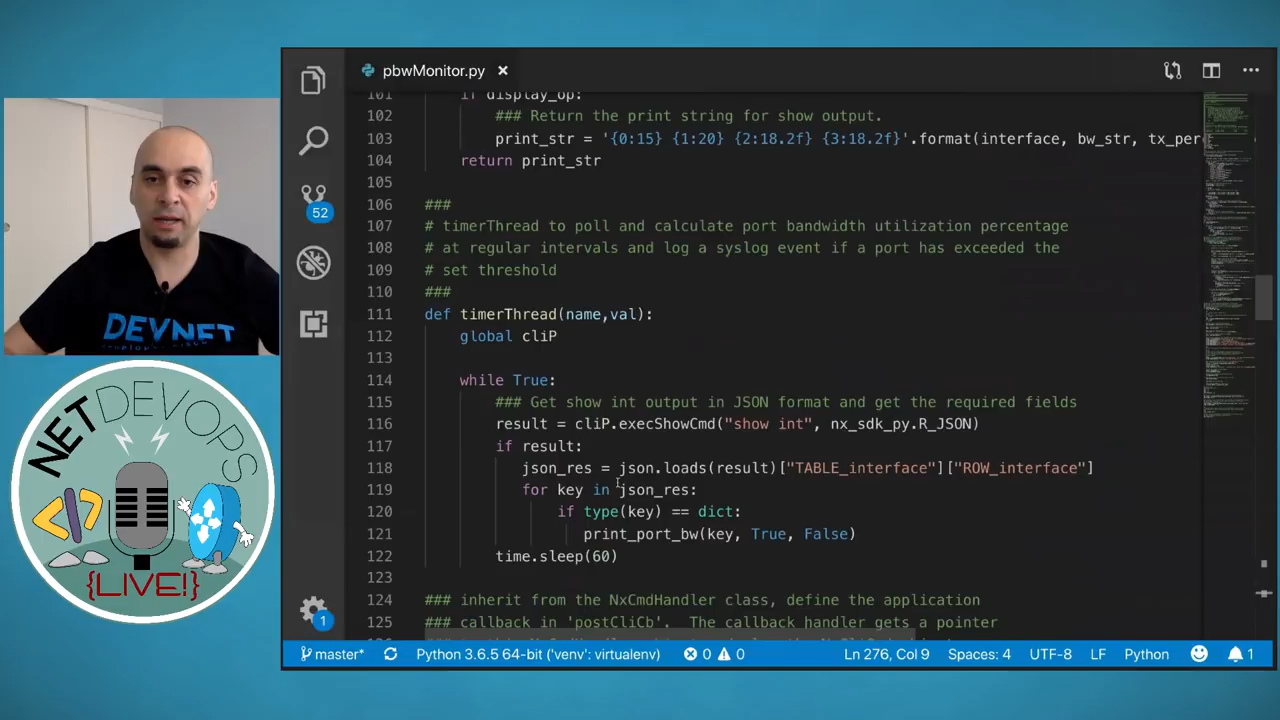 pbwMonitor.py
101 if display_op:
102 ### Return the print string for show output.
103 print_str = '{0:15} {1:20} {2:18.2f} {3:18.2f}'.format(interface, bw_str, tx_per
104 return print_str
105
106 ###
107 # timerThread to poll and calculate port bandwidth utilization percentage
108 # at regular intervals and log a syslog event if a port has exceeded the
109 # set threshold
110 ###
111 def timerThread(name,val):
112 global cliP
113
114 while True:
115 ### Get show int output in JSON format and get the required fields
116 result = cliP.execShowCmd("show int", nx_sdk_py.R_JSON)
117 if result:
118 json_res = json.loads(result)["TABLE_interface"]["ROW_interface"]
119 for key in json_res:
120 if type(key) == dict:
121 print_port_bw(key, True, False)
122 time.sleep(60)
123
124 ### inherit from the NxCmdHandler class, define the application
125 ### callback in 'postCliCb'. The callback handler gets a pointer
52
1
master* Python 3.6.5 64-bit ('venv': virtualenv) 0 0 Ln 276, Col 9 Spaces: 4 UTF-8 LF Python 1
DEVNET
NETDEVOPS
</>
{LIVE!}